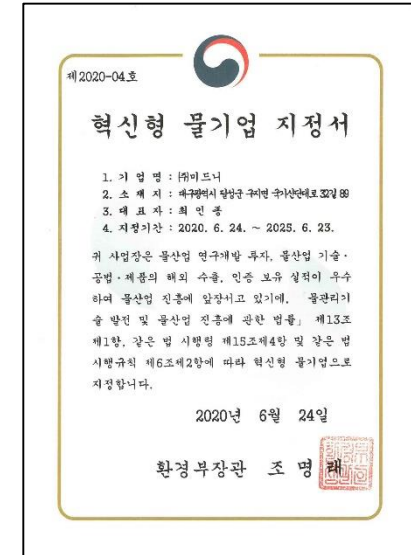 제2020-04호
혁신형 물기업 지정서
1. 기 업 명 : ㈜미드니
2. 소 재 지 : 대구광역시 달성군 구지면 국가산단대로 32길 89
3. 대 표 자 : 최 인 종
4. 지정기간 : 2020. 6. 24. ~ 2025. 6. 23.
귀 사업장은 물산업 연구개발 투자, 물산업 기술·
공법·제품의 해외 수출, 인증 보유 실적이 우수
하여 물산업 진흥에 앞장서고 있기에, 「물관리기
술 발전 및 물산업 진흥에 관한 법률」 제13조
제1항, 같은 법 시행령 제15조제4항 및 같은 법
시행규칙 제6조제2항에 따라 혁신형 물기업으로
지정합니다.
2020년 6월 24일
환경부장관 조 명 래